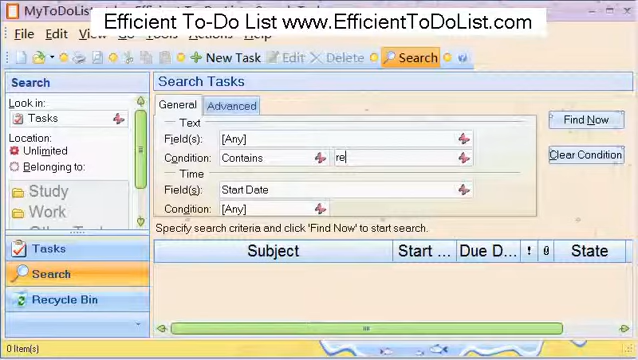 Efficient To-Do List www.EfficientToDoList.com
File Edit
New Task Edit Delete Search
Search
Look in:
Tasks
Location:
Unlimited
Belonging to:
Study
Work
Tasks
Search
Recycle Bin
Search Tasks
General Advanced
Text
Field(s): [Any]
Condition: Contains re
Time
Field(s): Start Date
Condition: [Any]
Find Now
Clear Condition
Specify search criteria and click 'Find Now' to start search.
Subject Start ... Due D... ! State
0 Item(s)